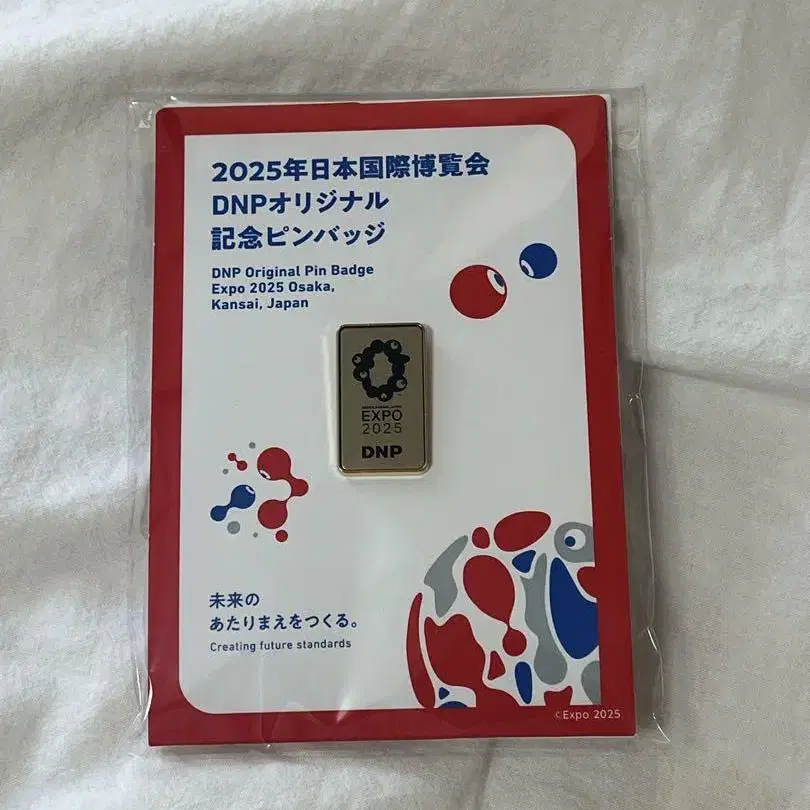 2025年日本国際博覧会
DNPオリジナル
記念ピンバッジ
DNP Original Pin Badge
Expo 2025 Osaka,
Kansai, Japan
EXPO
2025
DNP
未来の
あたりまえをつくる。
Creating future standards
©Expo 2025